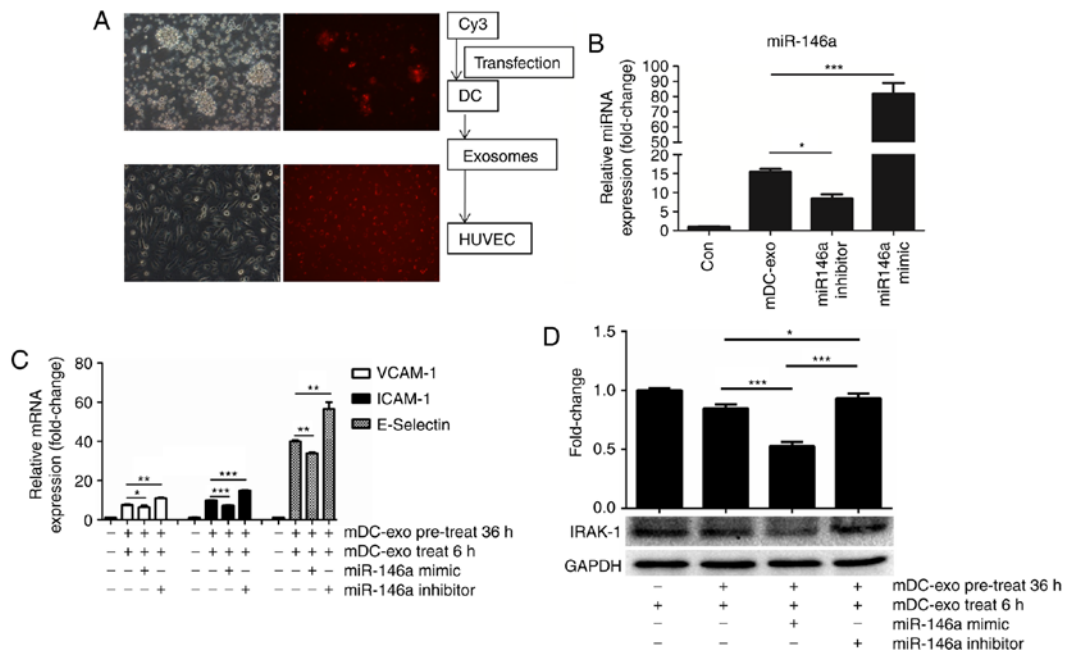 A
Cy3
Transfection
DC
Exosomes
HUVEC
B
miR-146a
Relative miRNA
expression (fold-change)
90
80
70
60
50
20
15
10
5
0
***
*
Con
mDC-exo
miR146a
inhibitor
miR146a
mimic
C
Relative mRNA
expression (fold-change)
80
60
40
20
0
VCAM-1
ICAM-1
E-Selectin
** * *** *** ** **
− + + + − + + + − + + + mDC-exo pre-treat 36 h
− + + + − + + + − + + + mDC-exo treat 6 h
− − + − − − + − − − + − miR-146a mimic
− − − + − − − + − − − + miR-146a inhibitor
D
Fold-change
1.5
1.0
0.5
0.0
*
***
***
IRAK-1
GAPDH
− + + + mDC-exo pre-treat 36 h
+ + + + mDC-exo treat 6 h
− − + − miR-146a mimic
− − − + miR-146a inhibitor